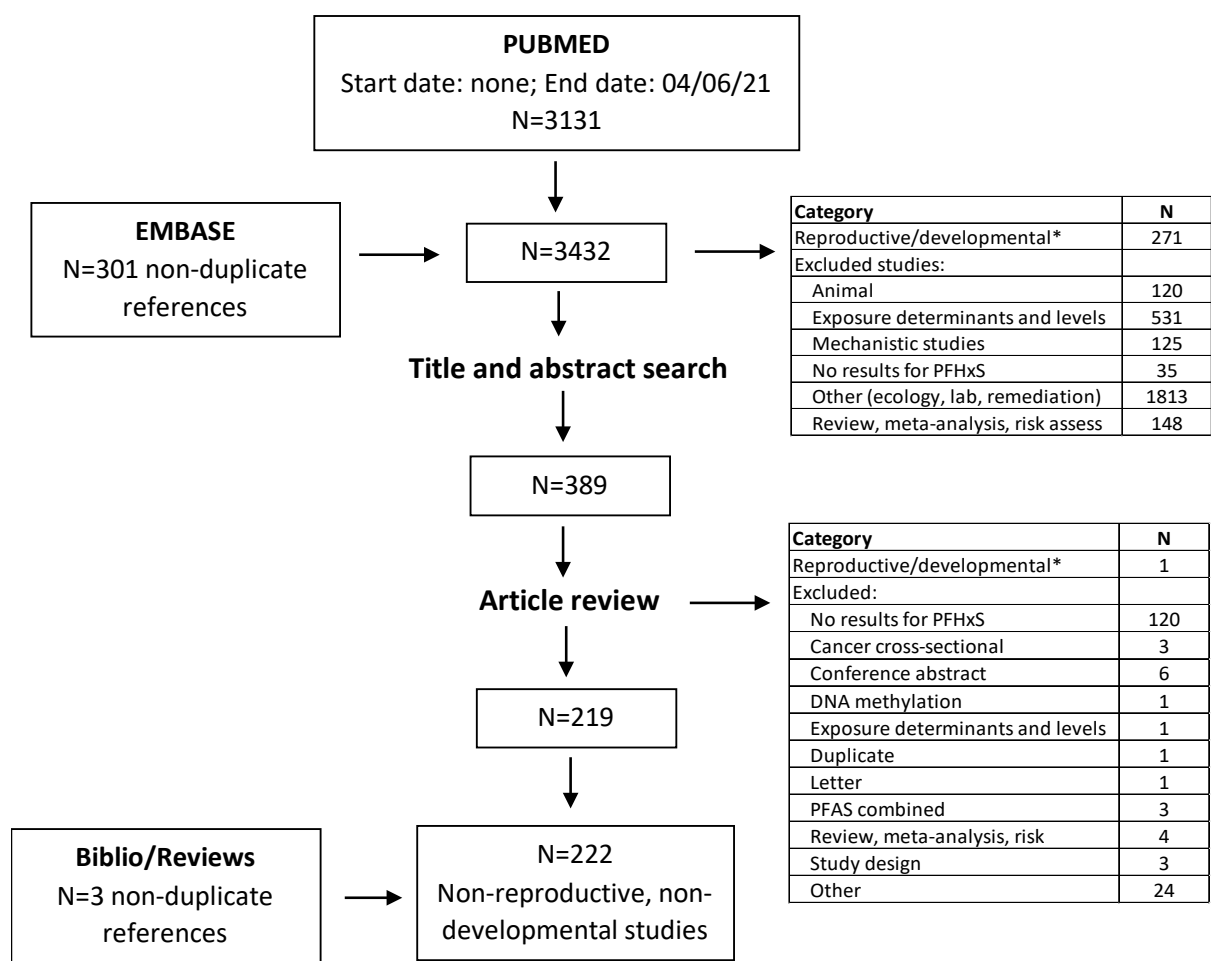 PUBMED
Start date: none; End date: 04/06/21
N=3131
EMBASE
N=301 non-duplicate
references
N=3432
Category N
Reproductive/developmental* 271
Excluded studies:
Animal 120
Exposure determinants and levels 531
Mechanistic studies 125
No results for PFHxS 35
Other (ecology, lab, remediation) 1813
Review, meta-analysis, risk assess 148
Title and abstract search
N=389
Article review
Category N
Reproductive/developmental* 1
Excluded:
No results for PFHxS 120
Cancer cross-sectional 3
Conference abstract 6
DNA methylation 1
Exposure determinants and levels 1
Duplicate 1
Letter 1
PFAS combined 3
Review, meta-analysis, risk 4
Study design 3
Other 24
N=219
Biblio/Reviews
N=3 non-duplicate
references
N=222
Non-reproductive, non-
developmental studies